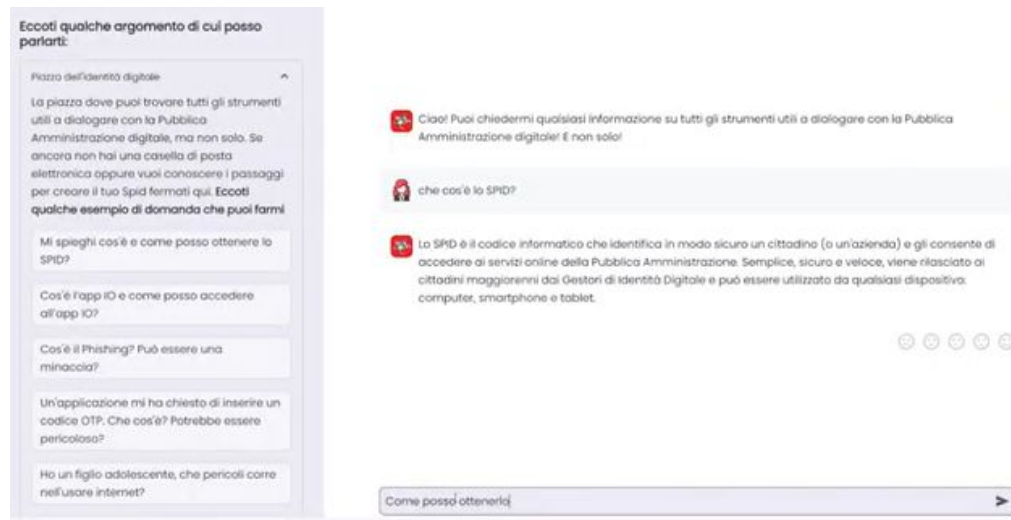 Eccoti qualche argomento di cui posso
parlarti:
Piazza dell'identità digitale
La piazza dove puoi trovare tutti gli strumenti
utili a dialogare con la Pubblica
Amministrazione digitale, ma non solo. Se
ancora non hai una casella di posta
elettronica oppure vuoi conoscere i passaggi
per creare il tuo Spid fermati qui. Eccoti
qualche esempio di domanda che puoi farmi
Mi spieghi cos'è e come posso ottenere lo
SPID?
Cos'è l'app IO e come posso accedere
all'app IO?
Cos'è il Phishing? Può essere una
minaccia?
Un'applicazione mi ha chiesto di inserire un
codice OTP. Che cos'è? Potrebbe essere
pericoloso?
Ho un figlio adolescente, che pericoli corre
nell'usare internet?
Ciao! Puoi chiedermi qualsiasi informazione su tutti gli strumenti utili a dialogare con la Pubblica
Amministrazione digitale! E non solo!
che cos'è lo SPID?
Lo SPID è il codice informatico che identifica in modo sicuro un cittadino (o un'azienda) e gli consente di
accedere ai servizi online della Pubblica Amministrazione. Semplice, sicuro e veloce, viene rilasciato ai
cittadini maggiorenni dai Gestori di Identità Digitale e può essere utilizzato da qualsiasi dispositivo:
computer, smartphone e tablet.
Come posso ottenerlo